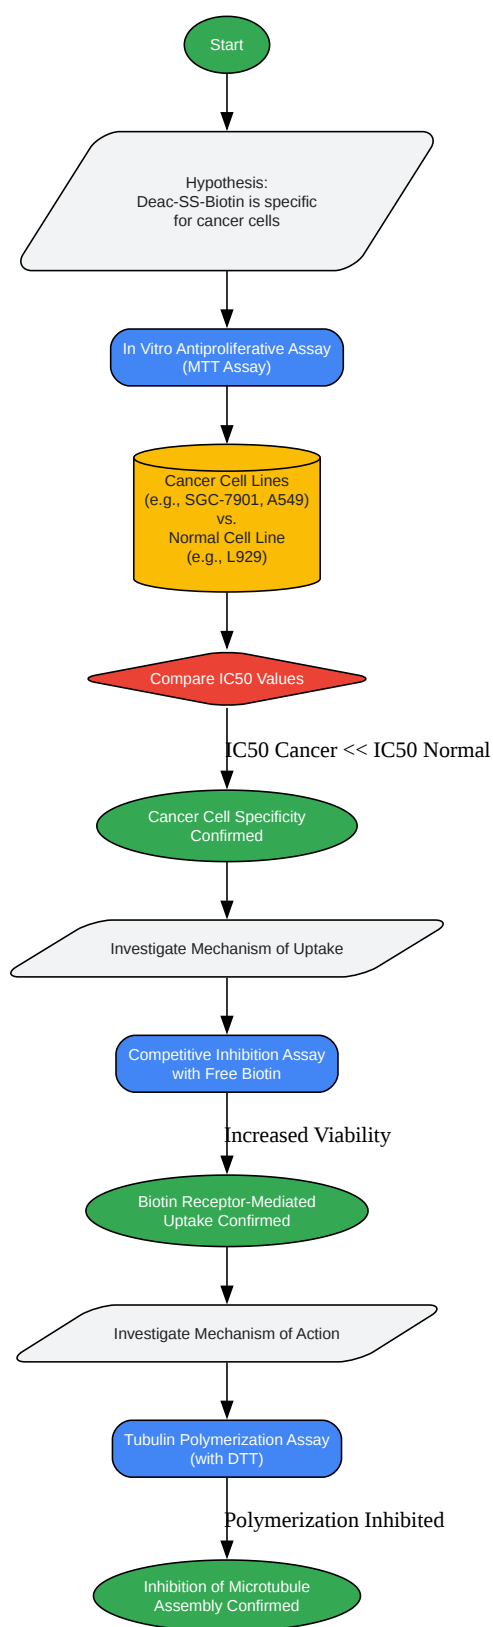 Start
Hypothesis:
Deac-SS-Biotin is specific
for cancer cells
In Vitro Antiproliferative Assay
(MTT Assay)
Cancer Cell Lines
(e.g., SGC-7901, A549)
vs.
Normal Cell Line
(e.g., L929)
Compare IC50 Values
IC50 Cancer << IC50 Normal
Cancer Cell Specificity
Confirmed
Investigate Mechanism of Uptake
Competitive Inhibition Assay
with Free Biotin
Increased Viability
Biotin Receptor-Mediated
Uptake Confirmed
Investigate Mechanism of Action
Tubulin Polymerization Assay
(with DTT)
Polymerization Inhibited
Inhibition of Microtubule
Assembly Confirmed